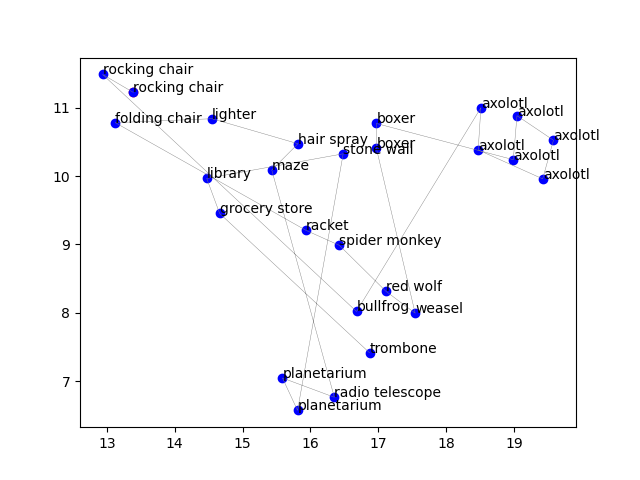 rocking chair
rocking chair
folding chair
lighter
boxer
axolotl
axolotl
axolotl
hair spray
stone wall
boxer
axolotl
axolotl
axolotl
library
maze
grocery store
racket
spider monkey
red wolf
bullfrog
weasel
trombone
planetarium
radio telescope
planetarium
11
10
9
8
7
13
14
15
16
17
18
19